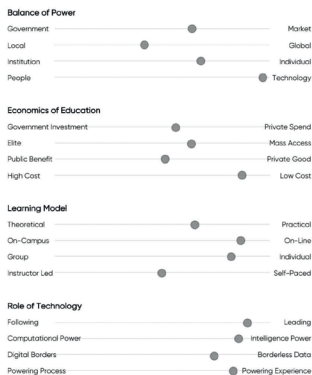 Balance of Power
Government Market
Local Global
Institution Individual
People Technology
Economics of Education
Government Investment Private Spend
Elite Mass Access
Public Benefit Private Good
High Cost Low Cost
Learning Model
Theoretical Practical
On-Campus On-Line
Group Individual
Instructor Led Self-Paced
Role of Technology
Following Leading
Computational Power Intelligence Power
Digital Borders Borderless Data
Powering Process Powering Experience